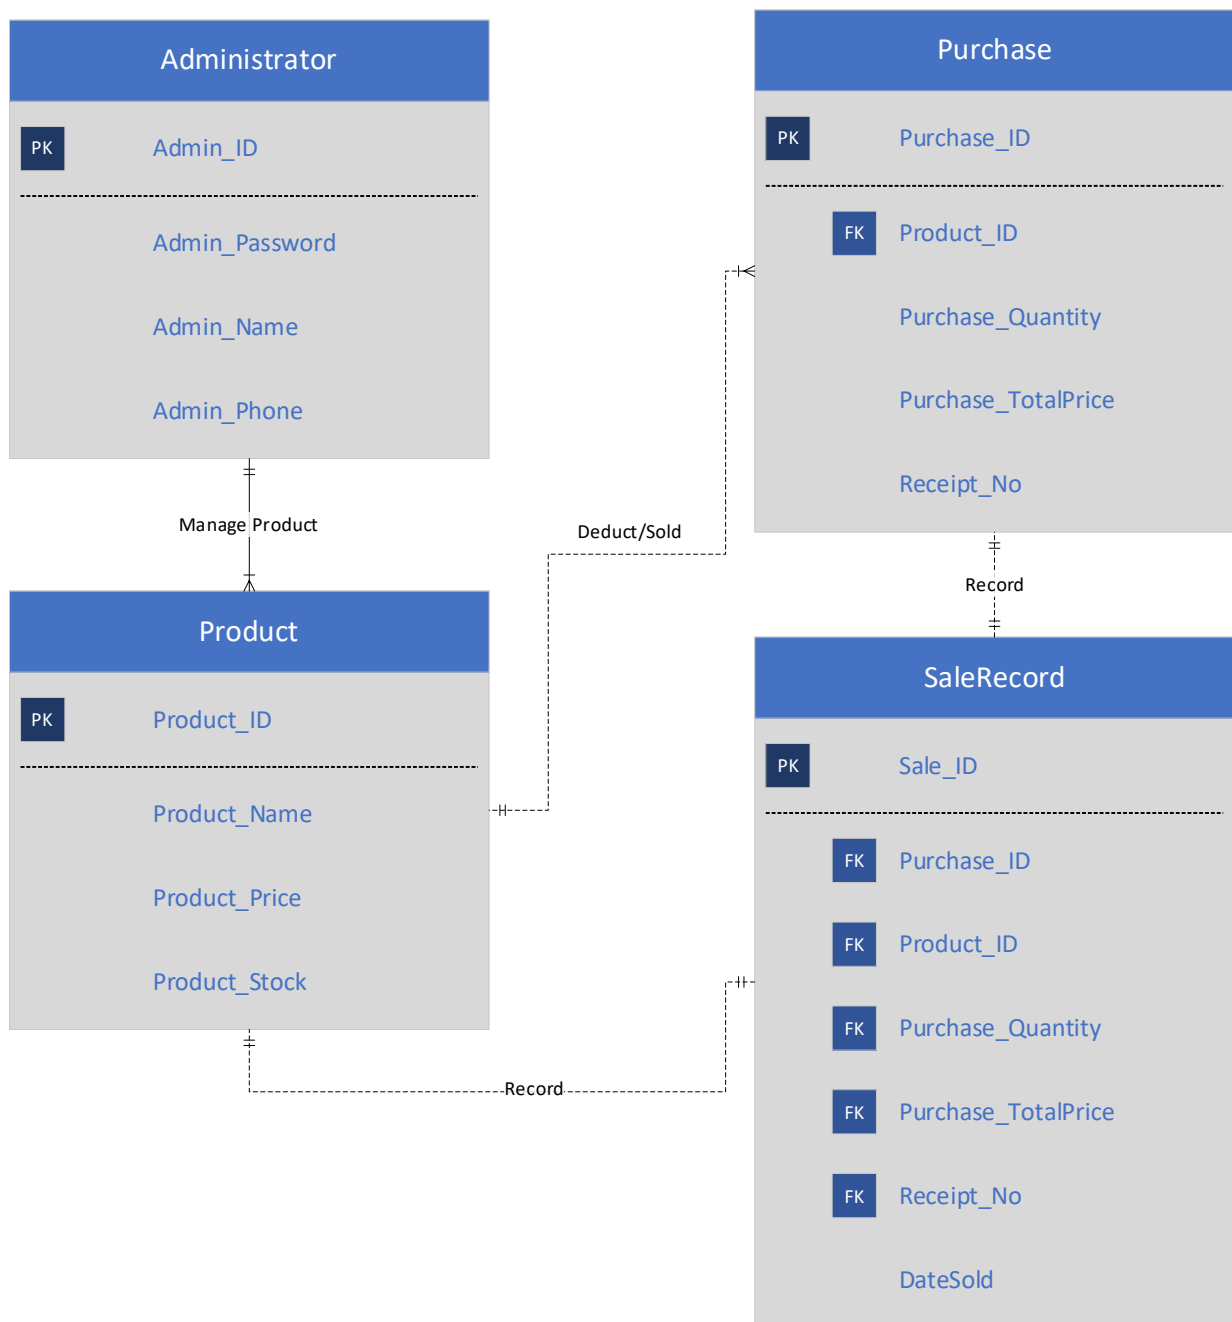 Administrator
PK Admin_ID
Admin_Password
Admin_Name
Admin_Phone
Manage Product
Product
PK Product_ID
Product_Name
Product_Price
Product_Stock
Purchase
PK Purchase_ID
FK Product_ID
Purchase_Quantity
Purchase_TotalPrice
Receipt_No
Deduct/Sold
Record
SaleRecord
PK Sale_ID
FK Purchase_ID
FK Product_ID
FK Purchase_Quantity
FK Purchase_TotalPrice
FK Receipt_No
DateSold
Record